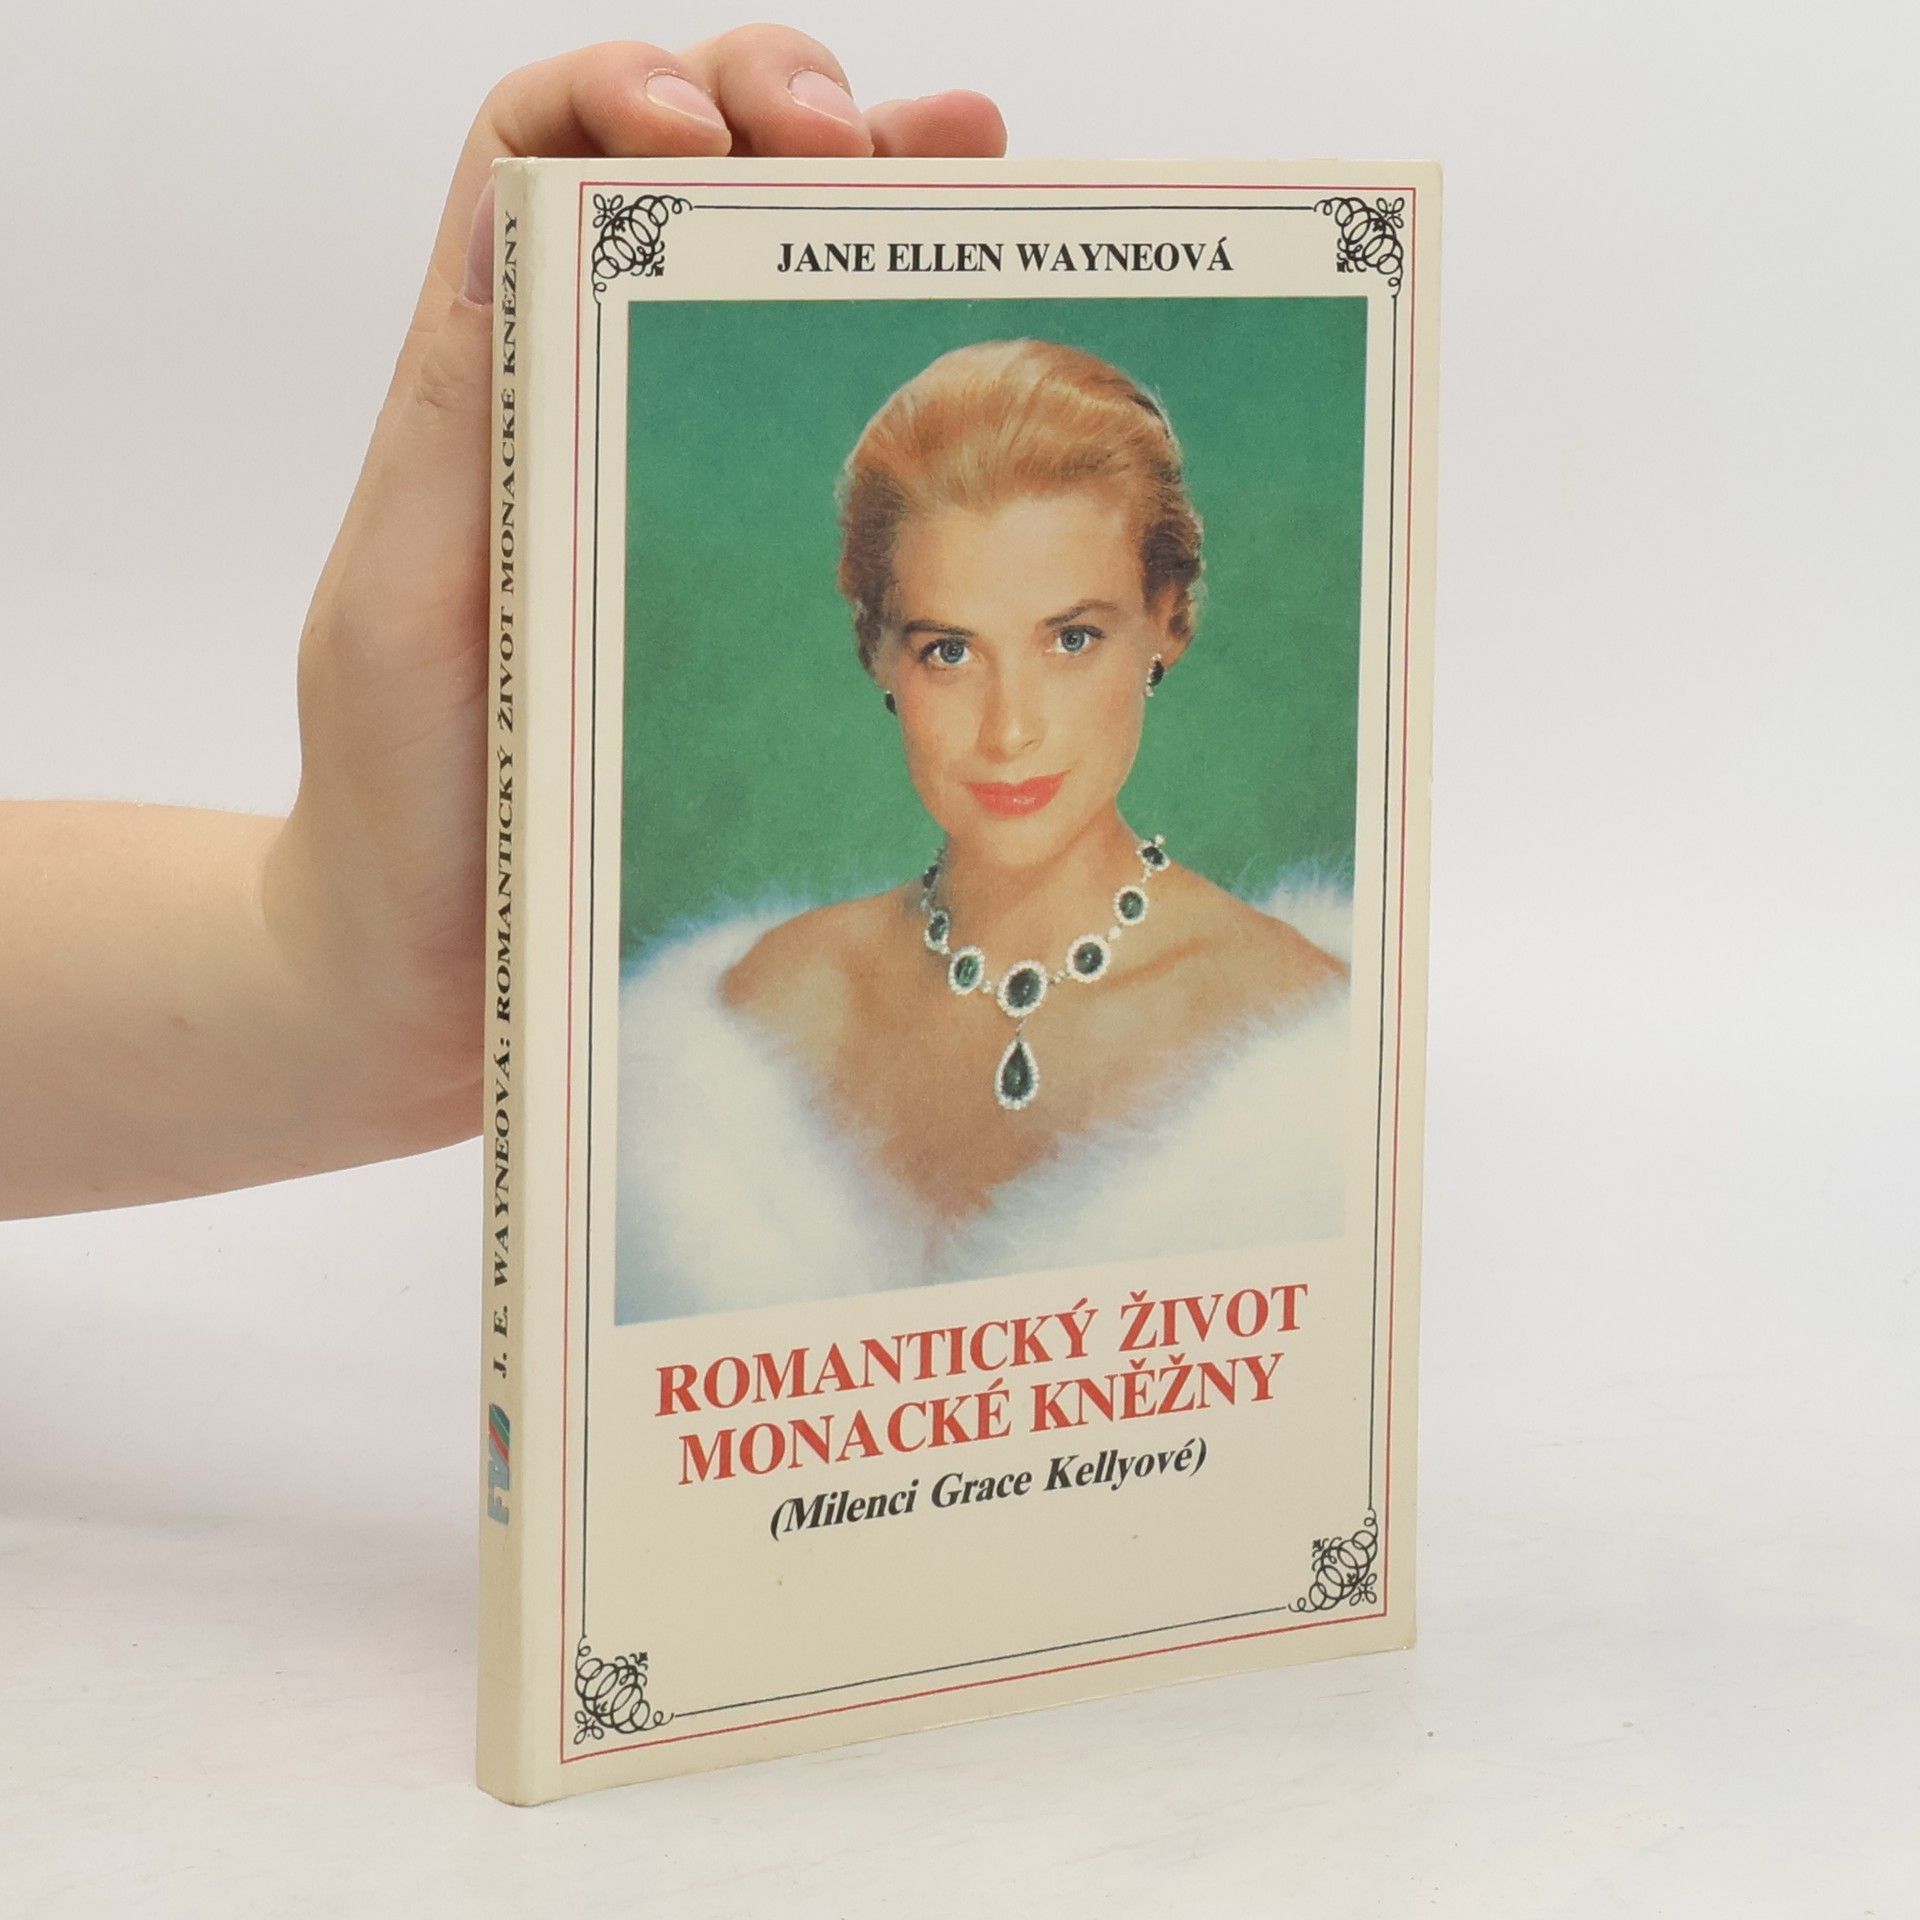 JANE ELLEN WAYNEOVÁ
ROMANTICKÝ ŽIVOT
MONACKÉ KNĚŽNY
(Milenci Grace Kellyové)
J. E. WAYNEOVÁ: ROMANTICKÝ ŽIVOT MONACKÉ KNĚŽNY